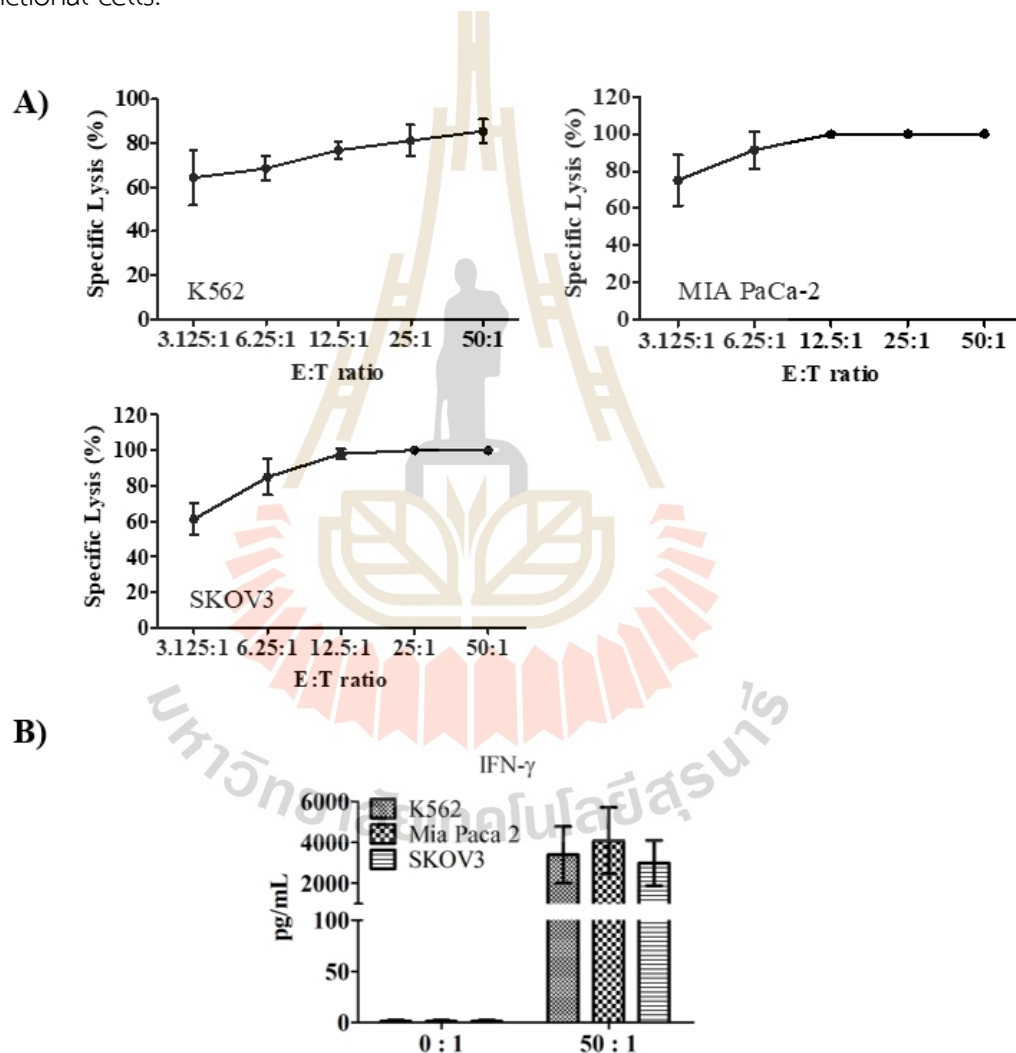 nctional cells.
A)
Specific Lysis (%)
100
80
60
40
20
0
K562
3.125:1 6.25:1 12.5:1 25:1 50:1
E:T ratio
Specific Lysis (%)
120
100
80
60
40
20
0
MIA PaCa-2
3.125:1 6.25:1 12.5:1 25:1 50:1
E:T ratio
Specific Lysis (%)
120
100
80
60
40
20
0
SKOV3
3.125:1 6.25:1 12.5:1 25:1 50:1
E:T ratio
มหาวิทยาลัยเทคโนโลยีสุรนารี
B)
IFN-γ
pg/mL
6000
4000
2000
100
50
0
K562
Mia Paca 2
SKOV3
0 : 1
50 : 1